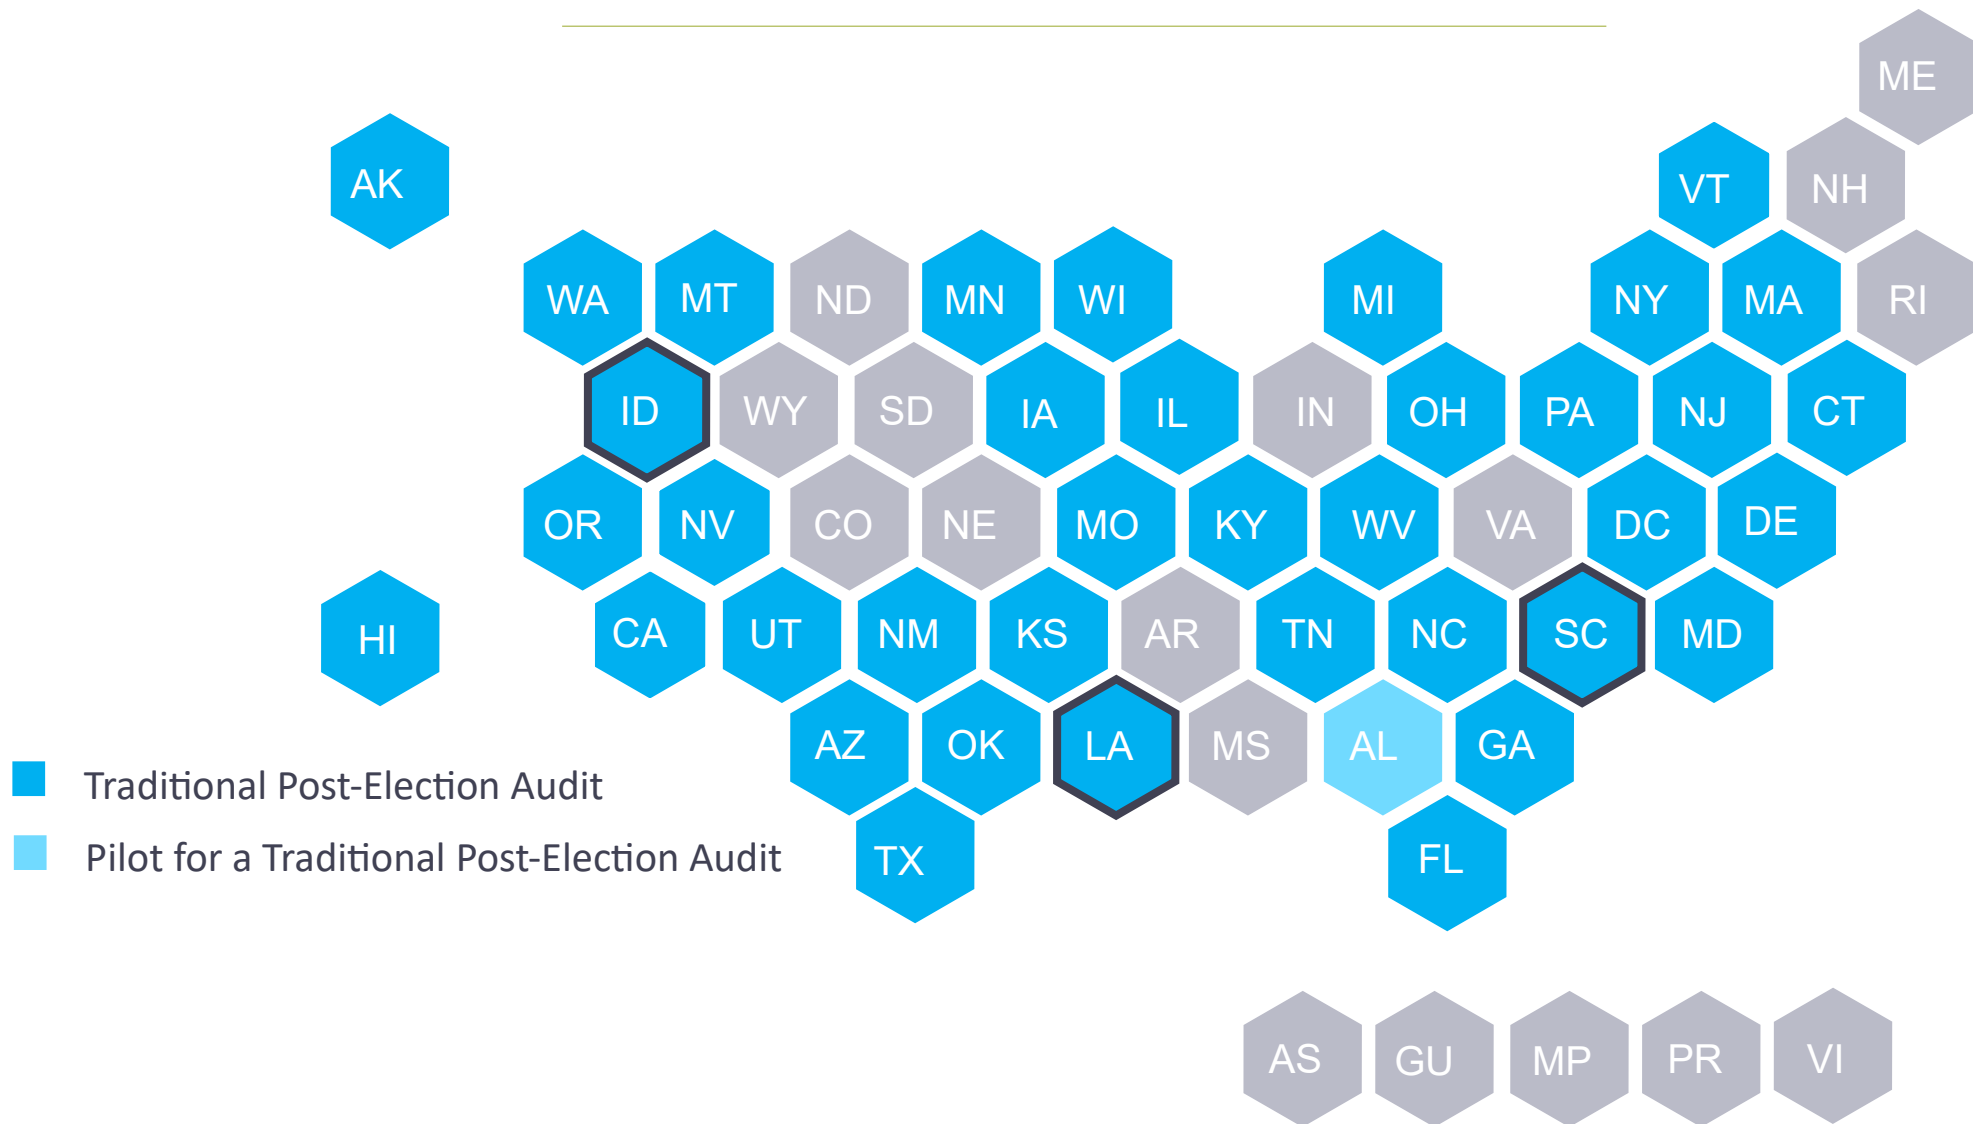 ME
AK
VT
NH
WA
MT
ND
MN
WI
MI
NY
MA
RI
ID
WY
SD
IA
IL
IN
OH
PA
NJ
CT
OR
NV
CO
NE
MO
KY
WV
VA
DC
DE
HI
CA
UT
NM
KS
AR
TN
NC
SC
MD
AZ
OK
LA
MS
AL
GA
Traditional Post-Election Audit
Pilot for a Traditional Post-Election Audit
TX
FL
AS
GU
MP
PR
VI